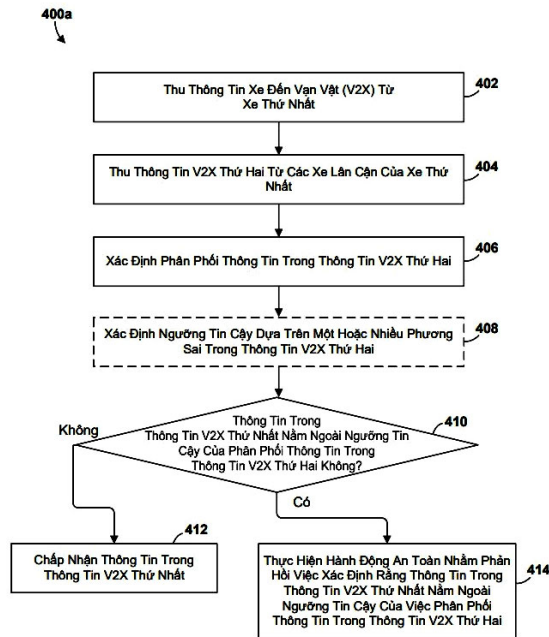 400a
Thu Thông Tin Xe Đến Vạn Vật (V2X) Từ
Xe Thứ Nhất
402
Thu Thông Tin V2X Thứ Hai Từ Các Xe Lân Cận Của Xe Thứ
Nhất
404
Xác Định Phân Phối Thông Tin Trong Thông Tin V2X Thứ Hai
406
Xác Định Ngưỡng Tin Cậy Dựa Trên Một Hoặc Nhiều Phương
Sai Trong Thông Tin V2X Thứ Hai
408
Thông Tin Trong
Thông Tin V2X Thứ Nhất Nằm Ngoài Ngưỡng Tin
Cậy Của Phân Phối Thông Tin Trong
Thông Tin V2X Thứ Hai Không?
410
Không
Có
412
Chấp Nhận Thông Tin Trong
Thông Tin V2X Thứ Nhất
Thực Hiện Hành Động An Toàn Nhằm Phản
Hồi Việc Xác Định Rằng Thông Tin Trong
Thông Tin V2X Thứ Nhất Nằm Ngoài
Ngưỡng Tin Cậy Của Việc Phân Phối
Thông Tin Trong Thông Tin V2X Thứ Hai
414